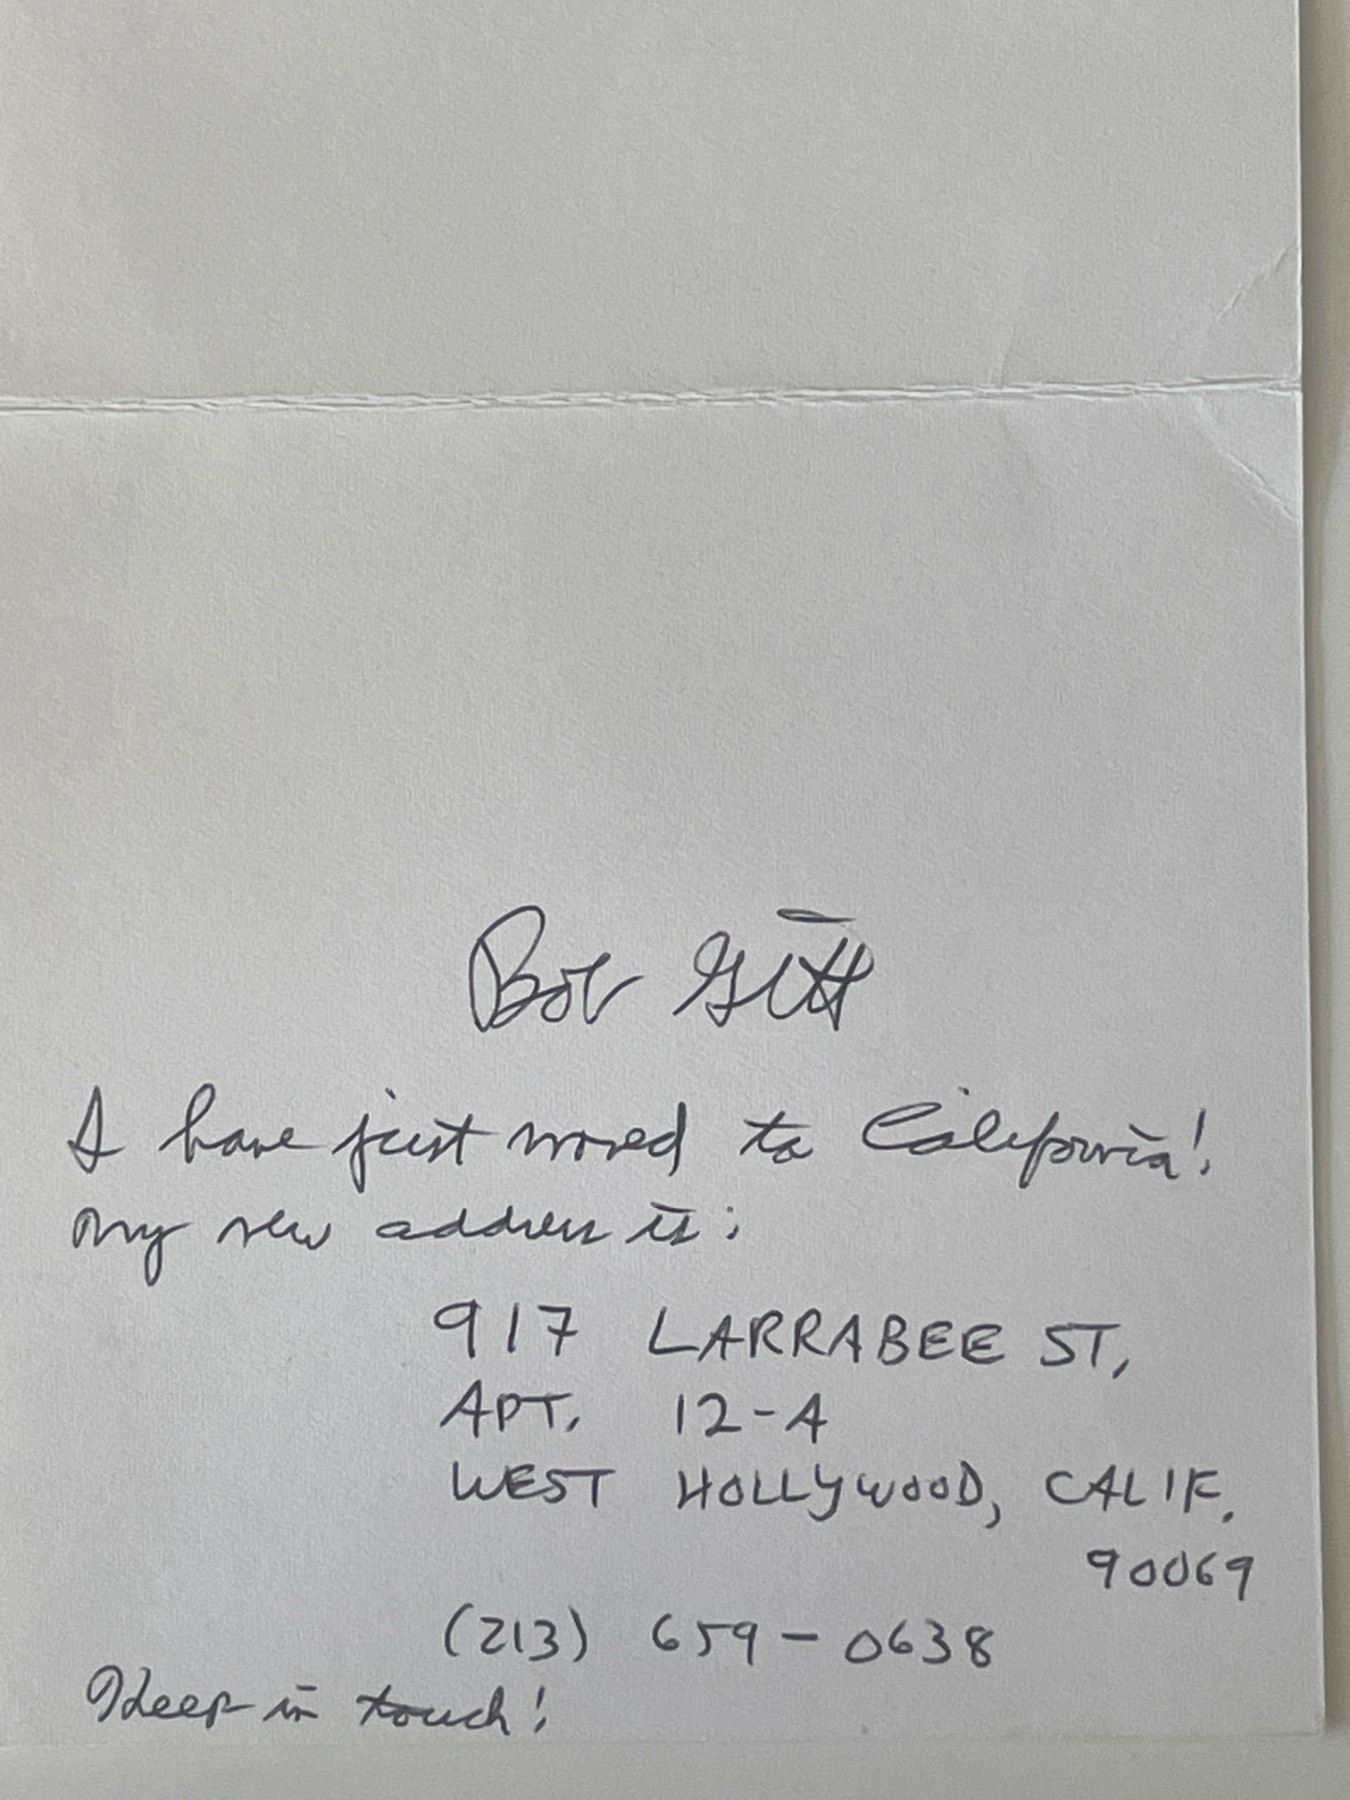 Bob Gitt
I have just moved to California!
My new address is:
917 LARRABEE ST.
APT. 12-A
WEST HOLLYWOOD, CALIF.
90069
(213) 659-0638
Keep in touch!